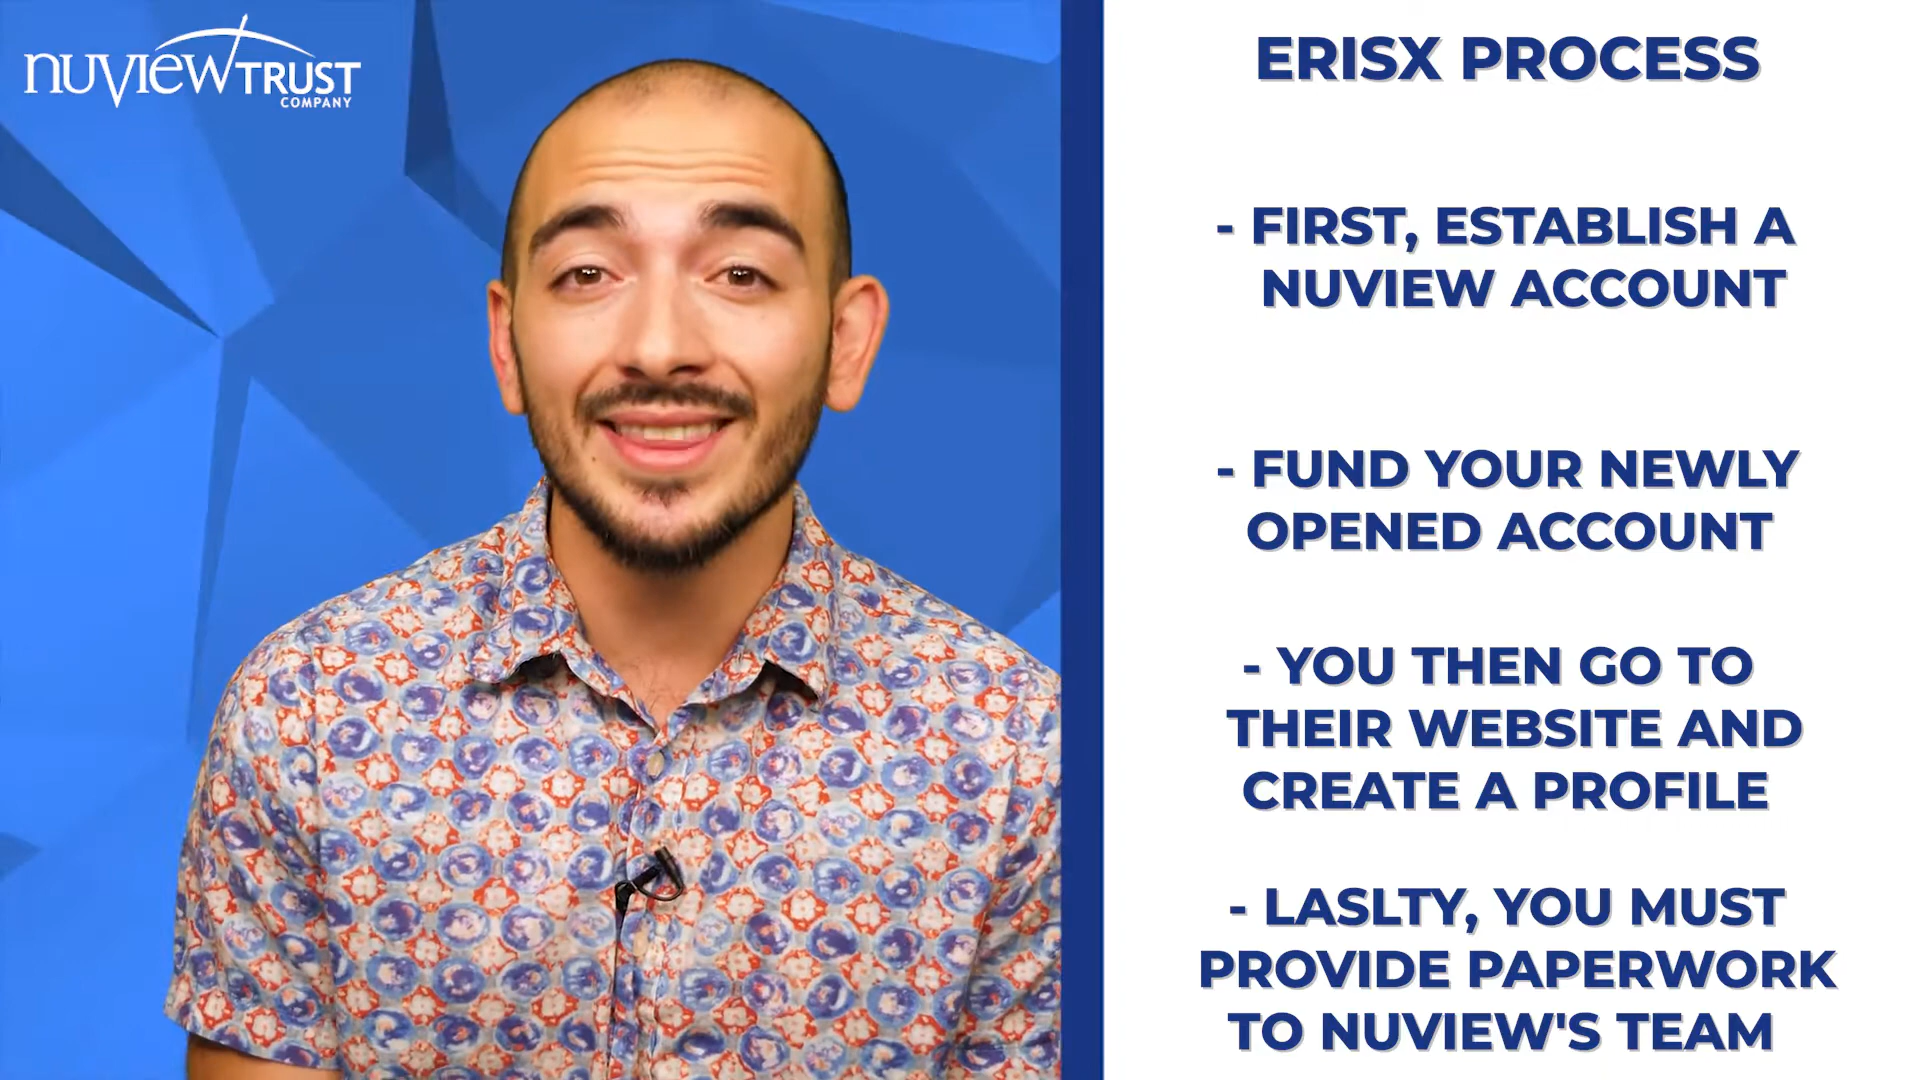 nuVIEW TRUST
COMPANY
ERISX PROCESS
- FIRST, ESTABLISH A
NUVIEW ACCOUNT
- FUND YOUR NEWLY
OPENED ACCOUNT
- YOU THEN GO TO
THEIR WEBSITE AND
CREATE A PROFILE
- LASLTY, YOU MUST
PROVIDE PAPERWORK
TO NUVIEW'S TEAM